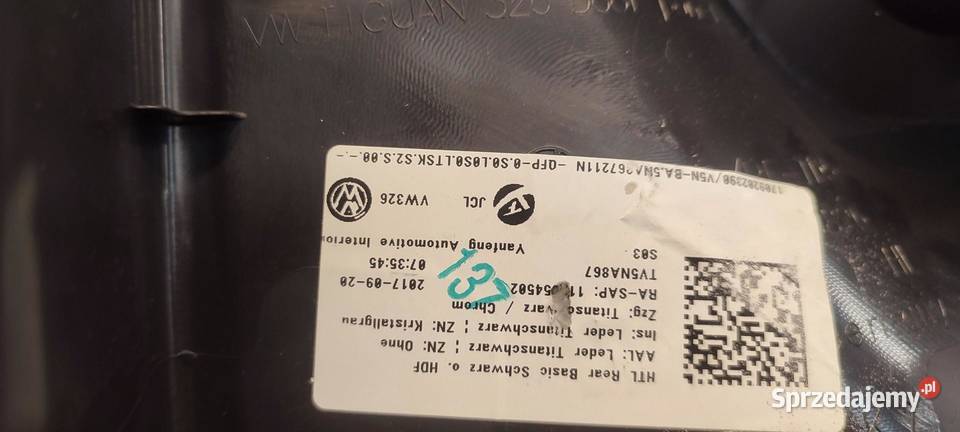 VW TIGUAN 326
HTL Rear Basic Schwarz o. HDF
AAL: Leder Titanschwarz ¦ ZN: Ohne
Ins: Leder Titanschwarz ¦ ZN: Kristallgrau
Zzg: Titanschwarz / Chrom
RA-SAP: 2017-09-20
TV5NA867 07:35:45
S03 Yanfeng Automotive Interior
JCL VW326
137
Sprzedajemy.pl